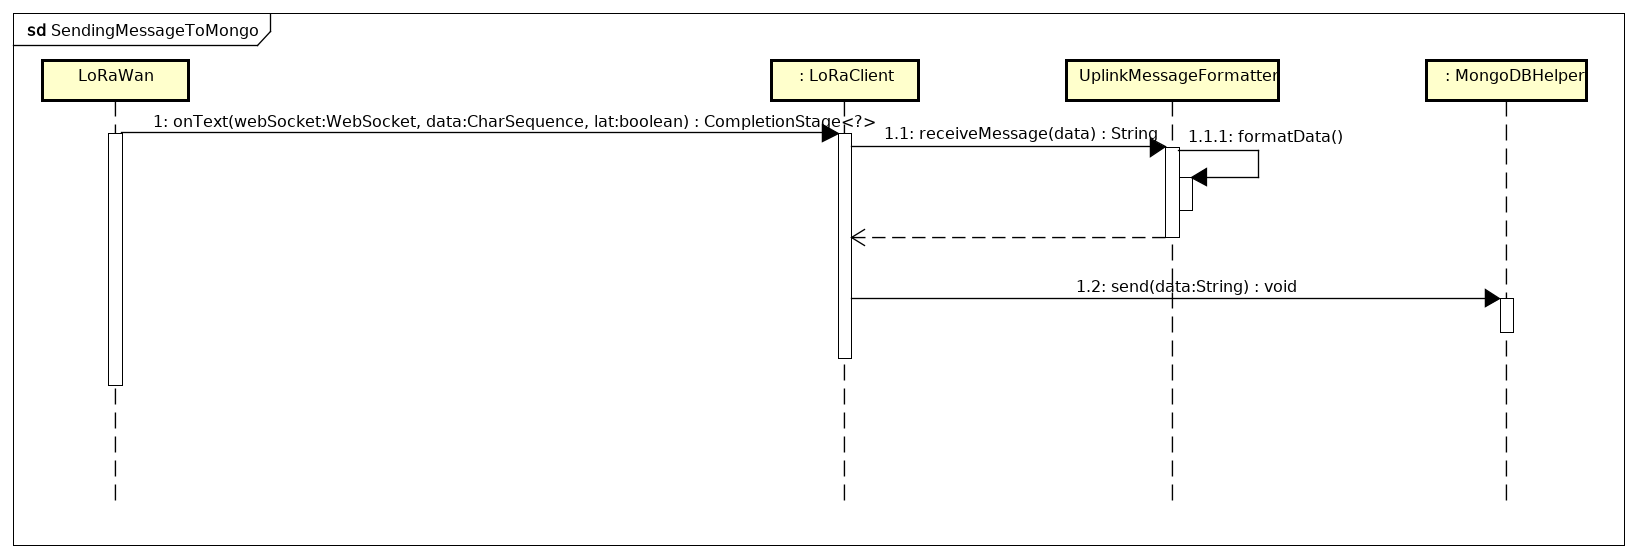 sd SendingMessageToMongo
LoRaWan
: LoRaClient
UplinkMessageFormatter
: MongoDBHelper
1: onText(webSocket:WebSocket, data:CharSequence, lat:boolean) : CompletionStage<?>
1.1: receiveMessage(data) : String
1.1.1: formatData()
1.2: send(data:String) : void